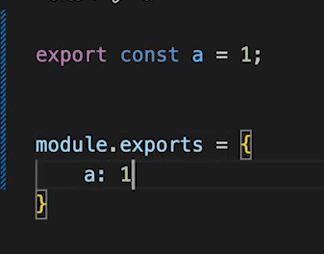 export const a = 1;
module.exports = {
    a: 1
}